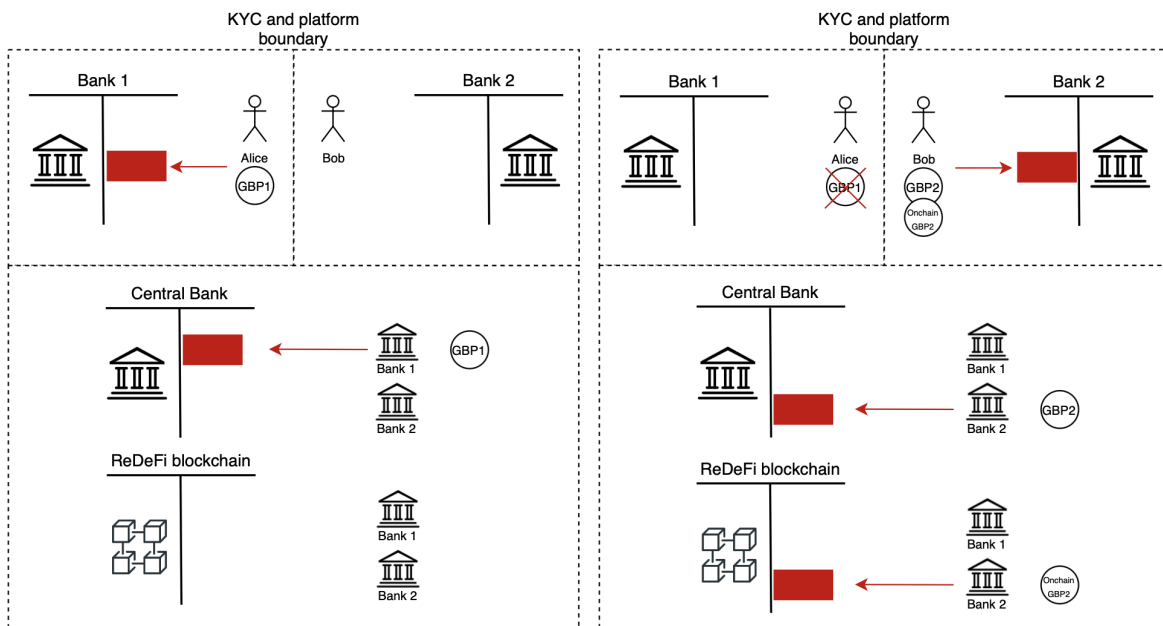 KYC and platform
boundary
Bank 1
Bank 2
Alice
Bob
GBP1
Central Bank
Bank 1
GBP1
Bank 2
ReDeFi blockchain
Bank 1
Bank 2
KYC and platform
boundary
Bank 1
Bank 2
Alice
Bob
GBP1
GBP2
Onchain
GBP2
Central Bank
Bank 1
Bank 2
GBP2
ReDeFi blockchain
Bank 1
Bank 2
Onchain
GBP2